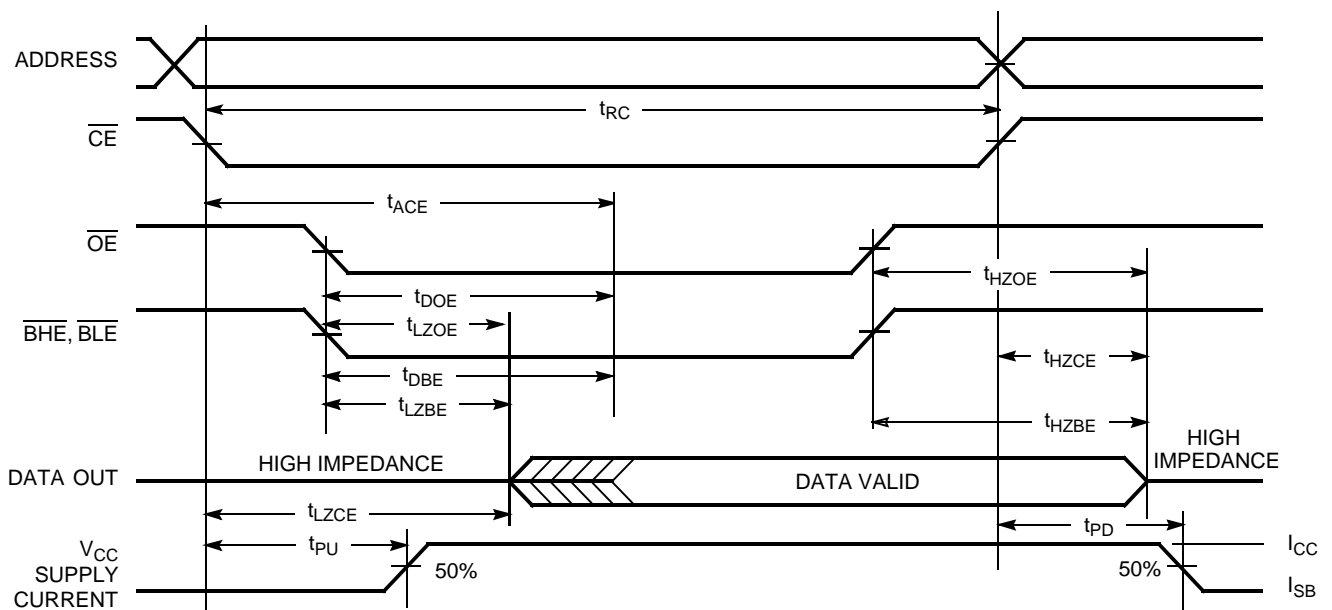 ADDRESS
tRC
CE
tACE
OE
tHZOE
tDOE
BHE, BLE
tLZOE
tHZCE
tDBE
tLZBE
tHZBE
HIGH IMPEDANCE
HIGH
IMPEDANCE
DATA OUT
DATA VALID
tLZCE
tPD
tPU
VCC
SUPPLY
CURRENT
50%
50%
ICC
ISB